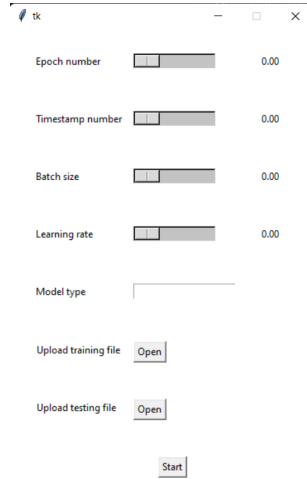 tk
Epoch number 0.00
Timestamp number 0.00
Batch size 0.00
Learning rate 0.00
Model type
Upload training file Open
Upload testing file Open
Start